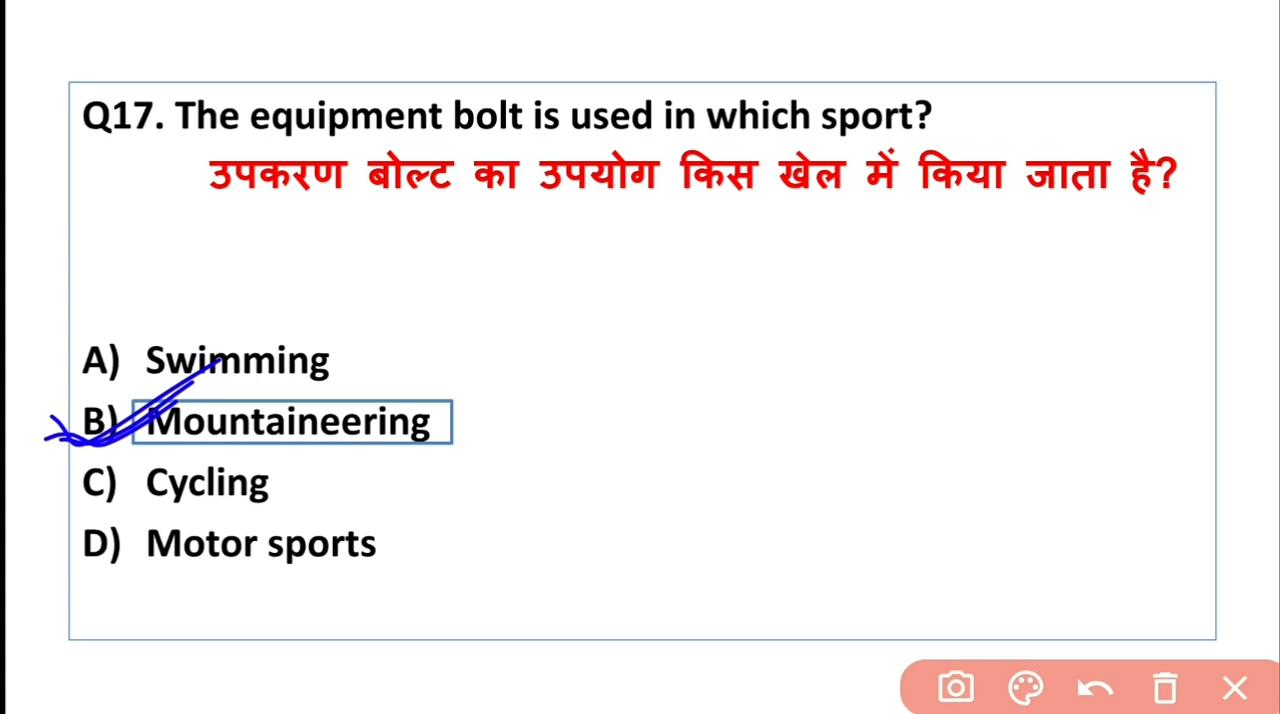 Q17. The equipment bolt is used in which sport?
उपकरण बोल्ट का उपयोग किस खेल में किया जाता है?
A) Swimming
B) Mountaineering
C) Cycling
D) Motor sports